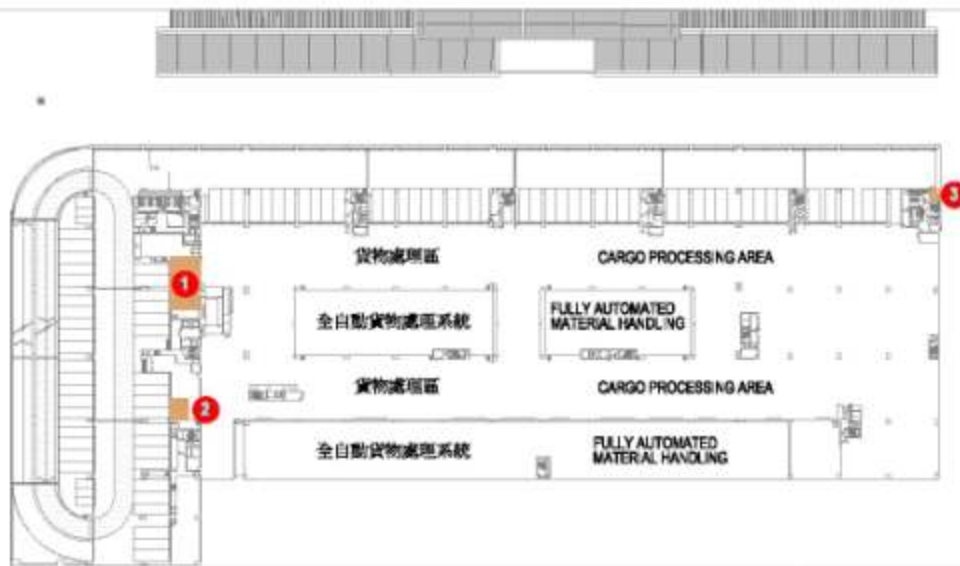 3
貨物處理區
CARGO PROCESSING AREA
1
全自動貨物處理系統
FULLY AUTOMATED
MATERIAL HANDLING
貨物處理區
CARGO PROCESSING AREA
2
全自動貨物處理系統
FULLY AUTOMATED
MATERIAL HANDLING